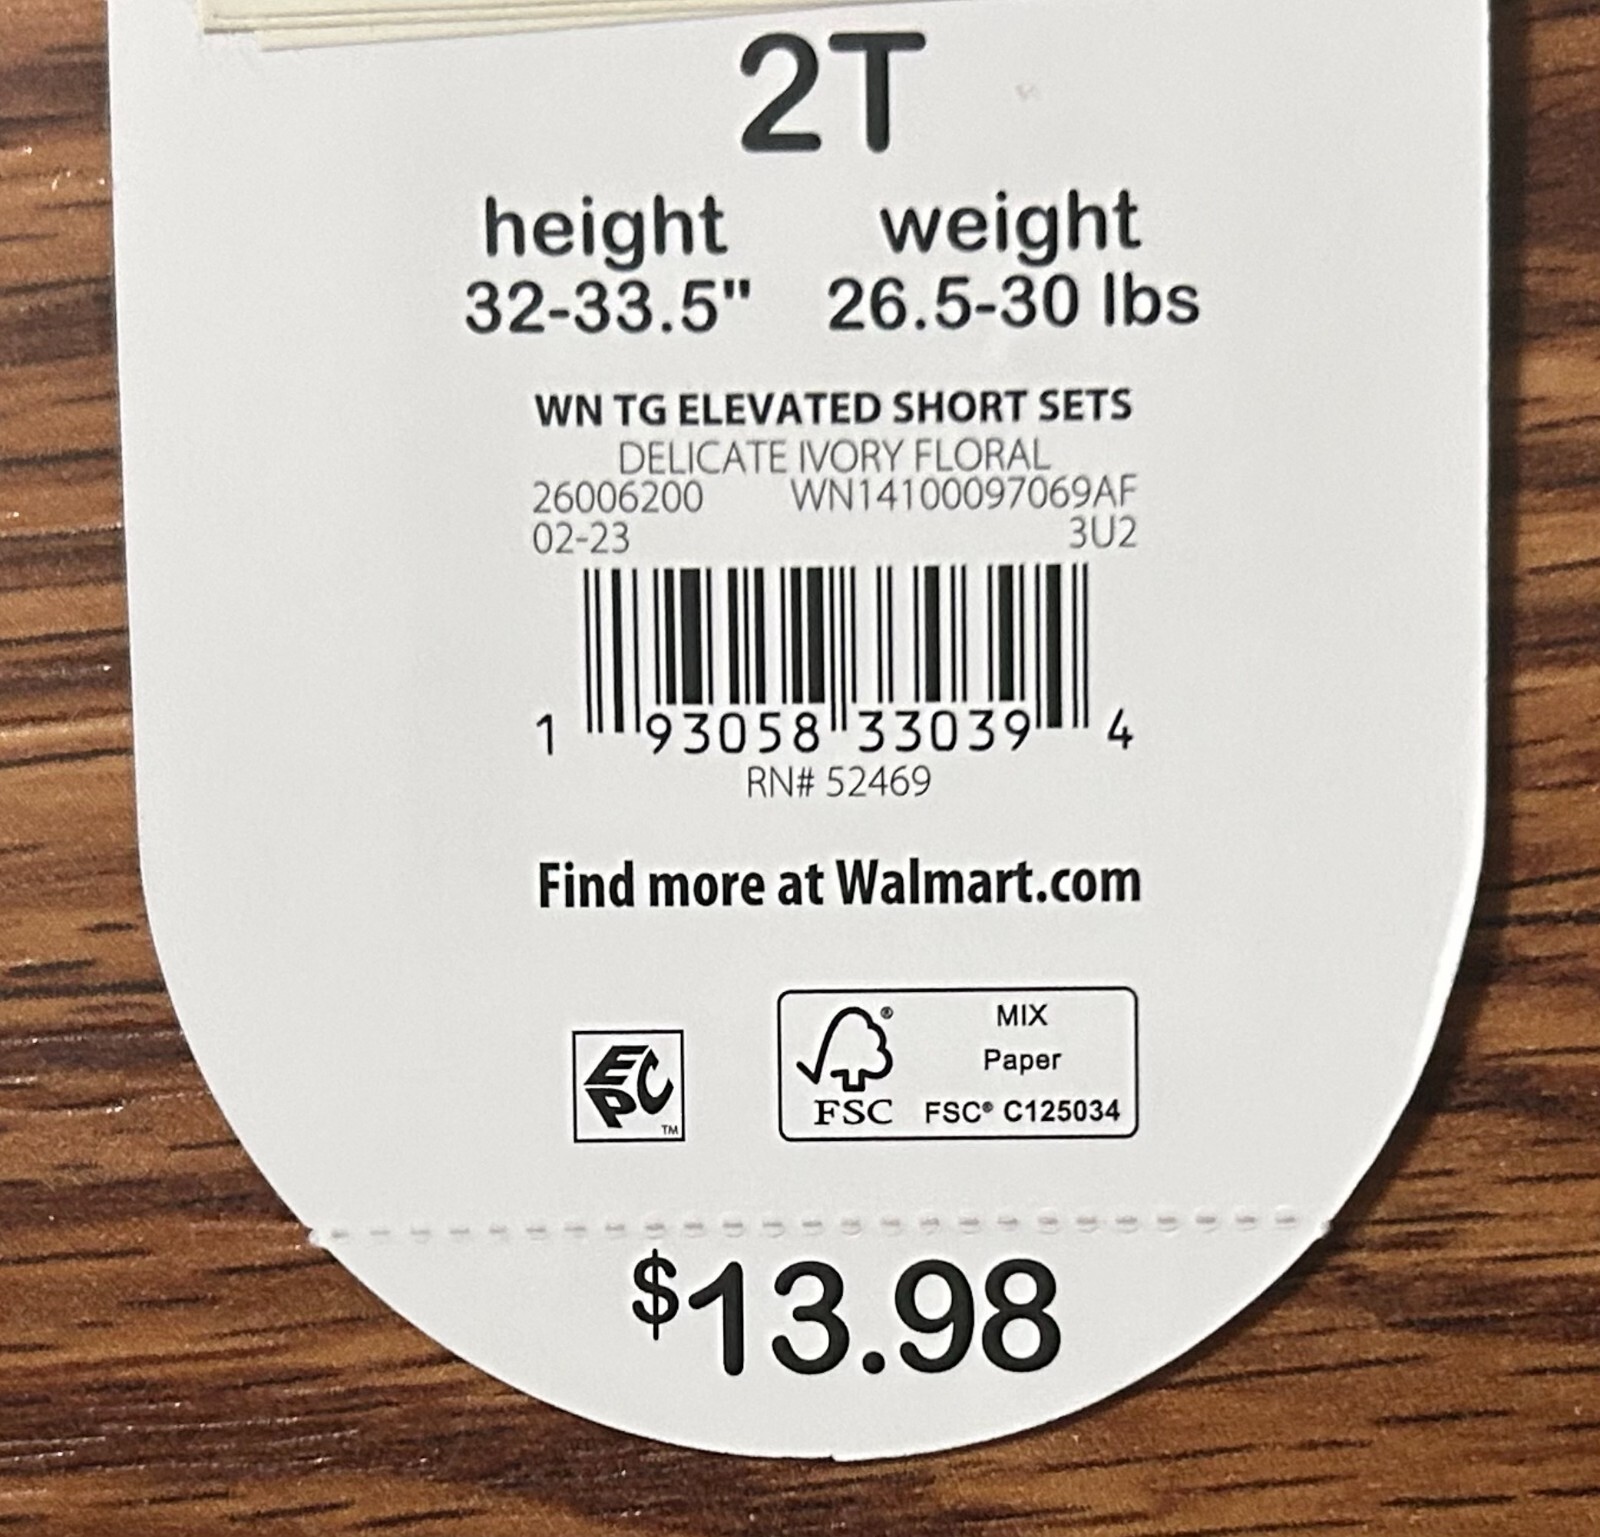 2T
height weight
32-33.5" 26.5-30 lbs
WN TG ELEVATED SHORT SETS
DELICATE IVORY FLORAL
26006200 WN14100097069AF
02-23 3U2
1 93058 33039 4
RN# 52469
Find more at Walmart.com
EPC™
FSC®
MIX
Paper
FSC® C125034
$13.98